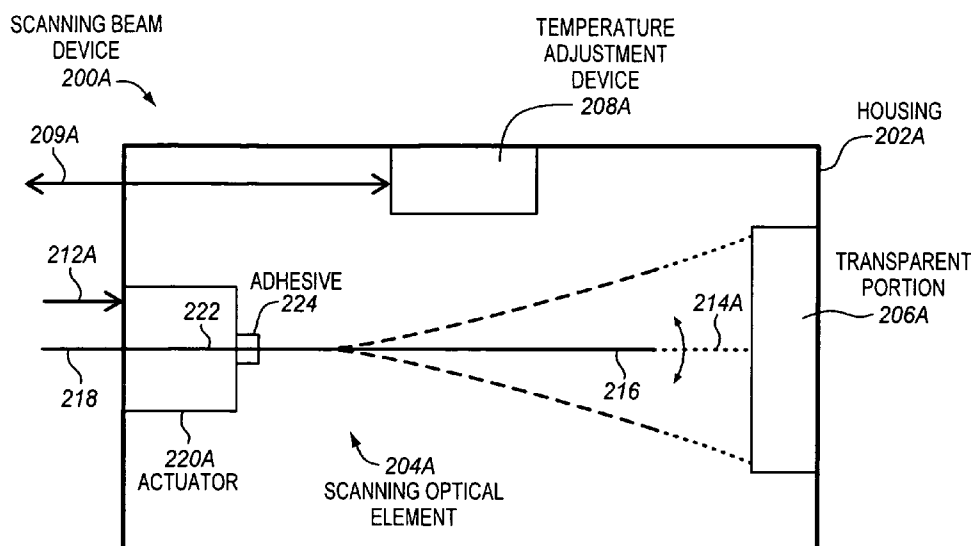 SCANNING BEAM
DEVICE
200A
TEMPERATURE
ADJUSTMENT
DEVICE
208A
HOUSING
202A
209A
212A
ADHESIVE
224
222
TRANSPARENT
PORTION
206A
214A
216
218
220A
ACTUATOR
204A
SCANNING OPTICAL
ELEMENT